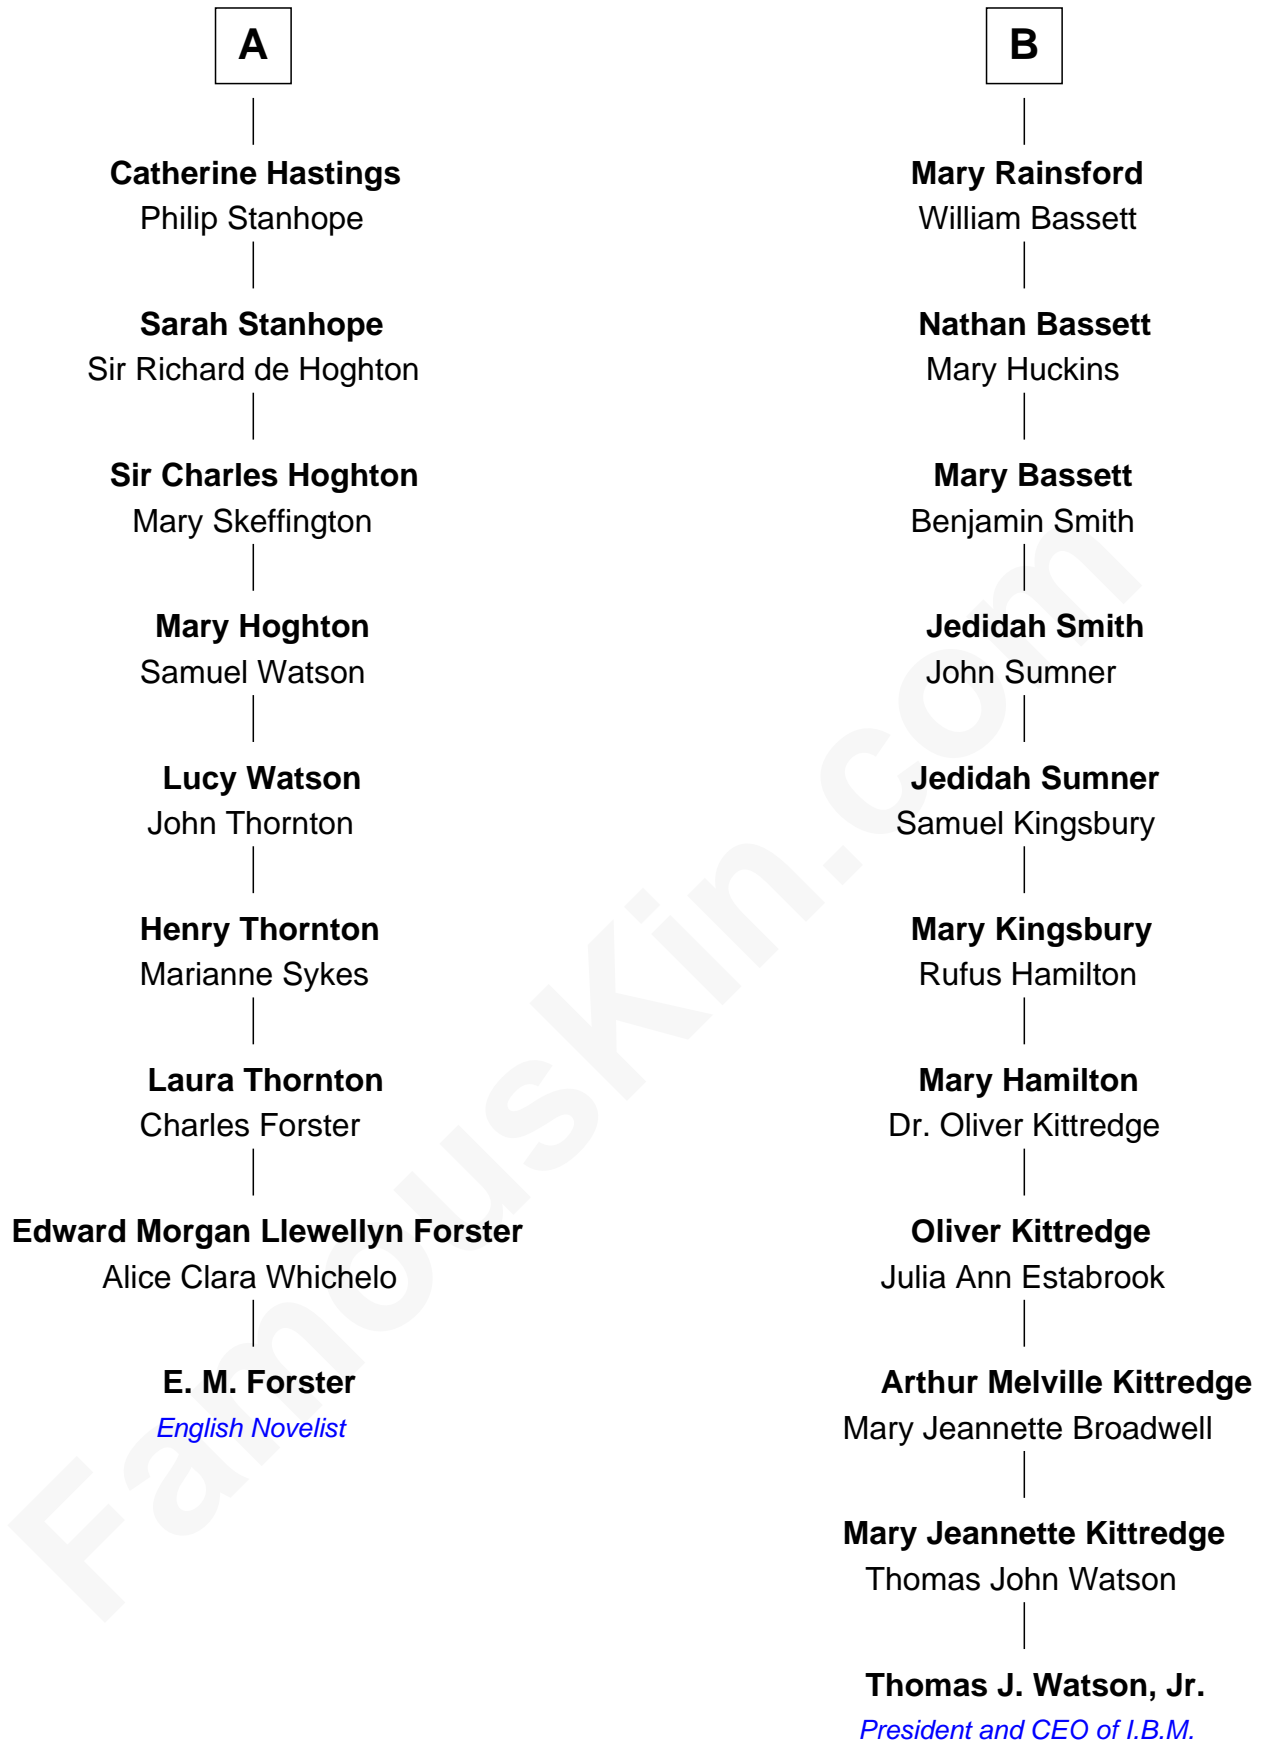 A
Catherine Hastings
Philip Stanhope
Sarah Stanhope
Sir Richard de Hoghton
Sir Charles Hoghton
Mary Skeffington
Mary Hoghton
Samuel Watson
Lucy Watson
John Thornton
Henry Thornton
Marianne Sykes
Laura Thornton
Charles Forster
Edward Morgan Llewellyn Forster
Alice Clara Whichelo
E. M. Forster
English Novelist
B
Mary Rainsford
William Bassett
Nathan Bassett
Mary Huckins
Mary Bassett
Benjamin Smith
Jedidah Smith
John Sumner
Jedidah Sumner
Samuel Kingsbury
Mary Kingsbury
Rufus Hamilton
Mary Hamilton
Dr. Oliver Kittredge
Oliver Kittredge
Julia Ann Estabrook
Arthur Melville Kittredge
Mary Jeannette Broadwell
Mary Jeannette Kittredge
Thomas John Watson
Thomas J. Watson, Jr.
President and CEO of I.B.M.
FamousKin.com